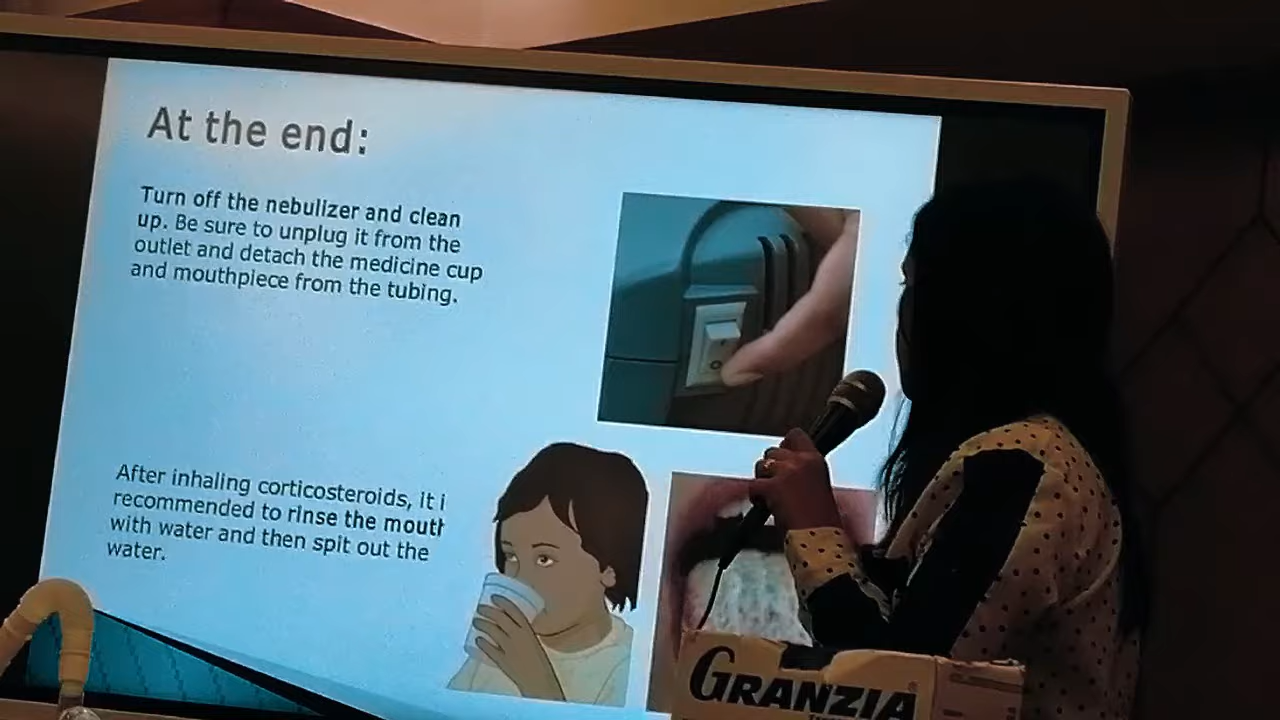 At the end:
Turn off the nebulizer and clean
up. Be sure to unplug it from the
outlet and detach the medicine cup
and mouthpiece from the tubing.
After inhaling corticosteroids, it i
recommended to rinse the mouth
with water and then spit out the
water.
GRANZIA